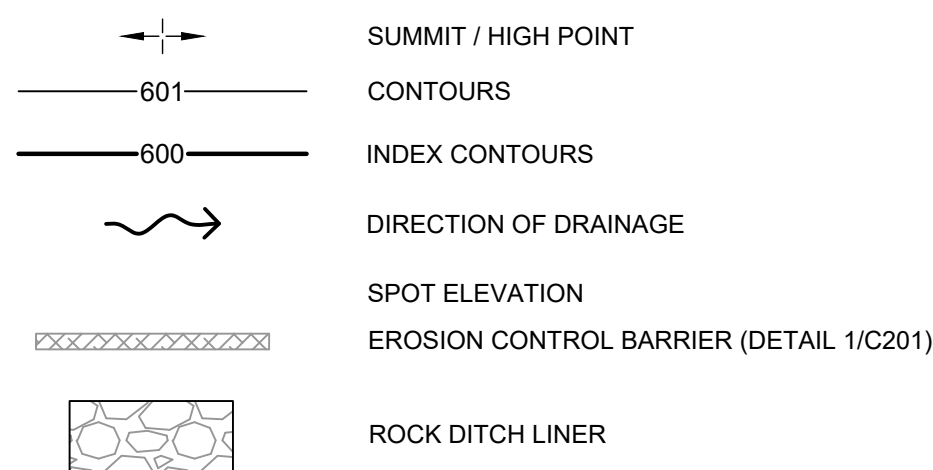 SUMMIT / HIGH POINT
601 CONTOURS
600 INDEX CONTOURS
DIRECTION OF DRAINAGE
SPOT ELEVATION
EROSION CONTROL BARRIER (DETAIL 1/C201)
ROCK DITCH LINER